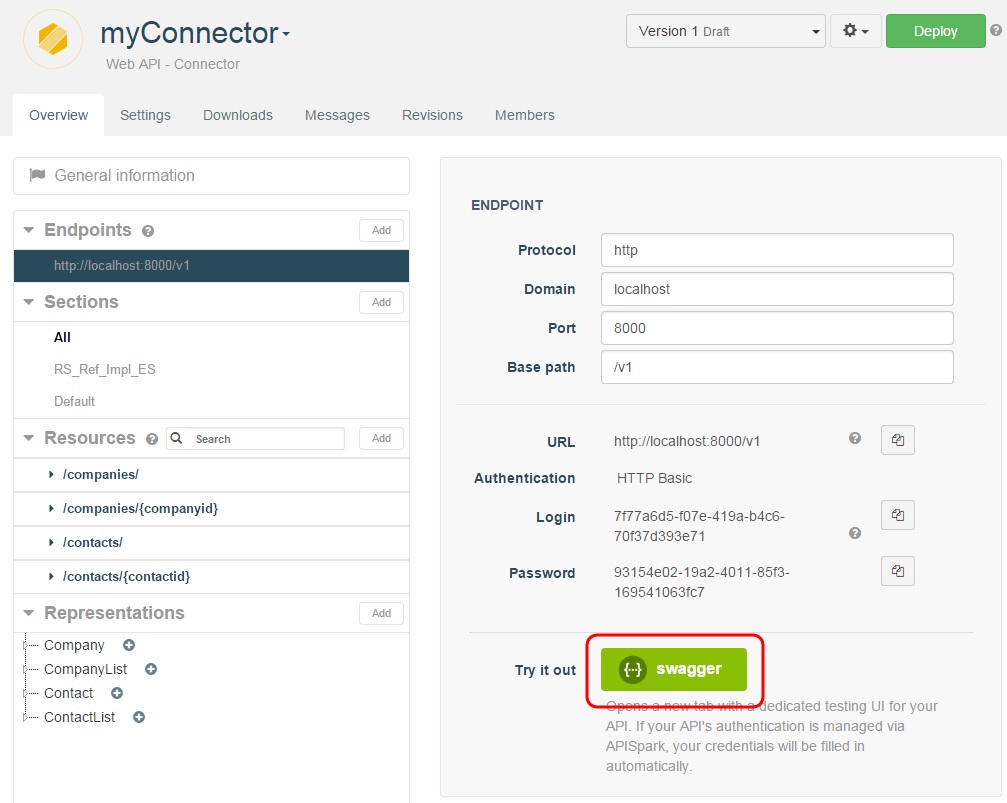 myConnector
Web API - Connector
Version 1 Draft
Deploy
Overview
Settings
Downloads
Messages
Revisions
Members
General information
Endpoints
Add
http://localhost:8000/v1
Sections
Add
All
RS_Ref_Impl_ES
Default
Resources
Search
Add
/companies/
/companies/{companyid}
/contacts/
/contacts/{contactid}
Representations
Add
Company
CompanyList
Contact
ContactList
ENDPOINT
Protocol http
Domain localhost
Port 8000
Base path /v1
URL http://localhost:8000/v1
Authentication HTTP Basic
Login 7f77a6d5-f07e-419a-b4c6-
70f37d393e71
Password 93154e02-19a2-4011-85f3-
169541063fc7
Try it out {··} swagger
Opens a new tab with a dedicated testing UI for your
API. If your API's authentication is managed via
APISpark, your credentials will be filled in
automatically.